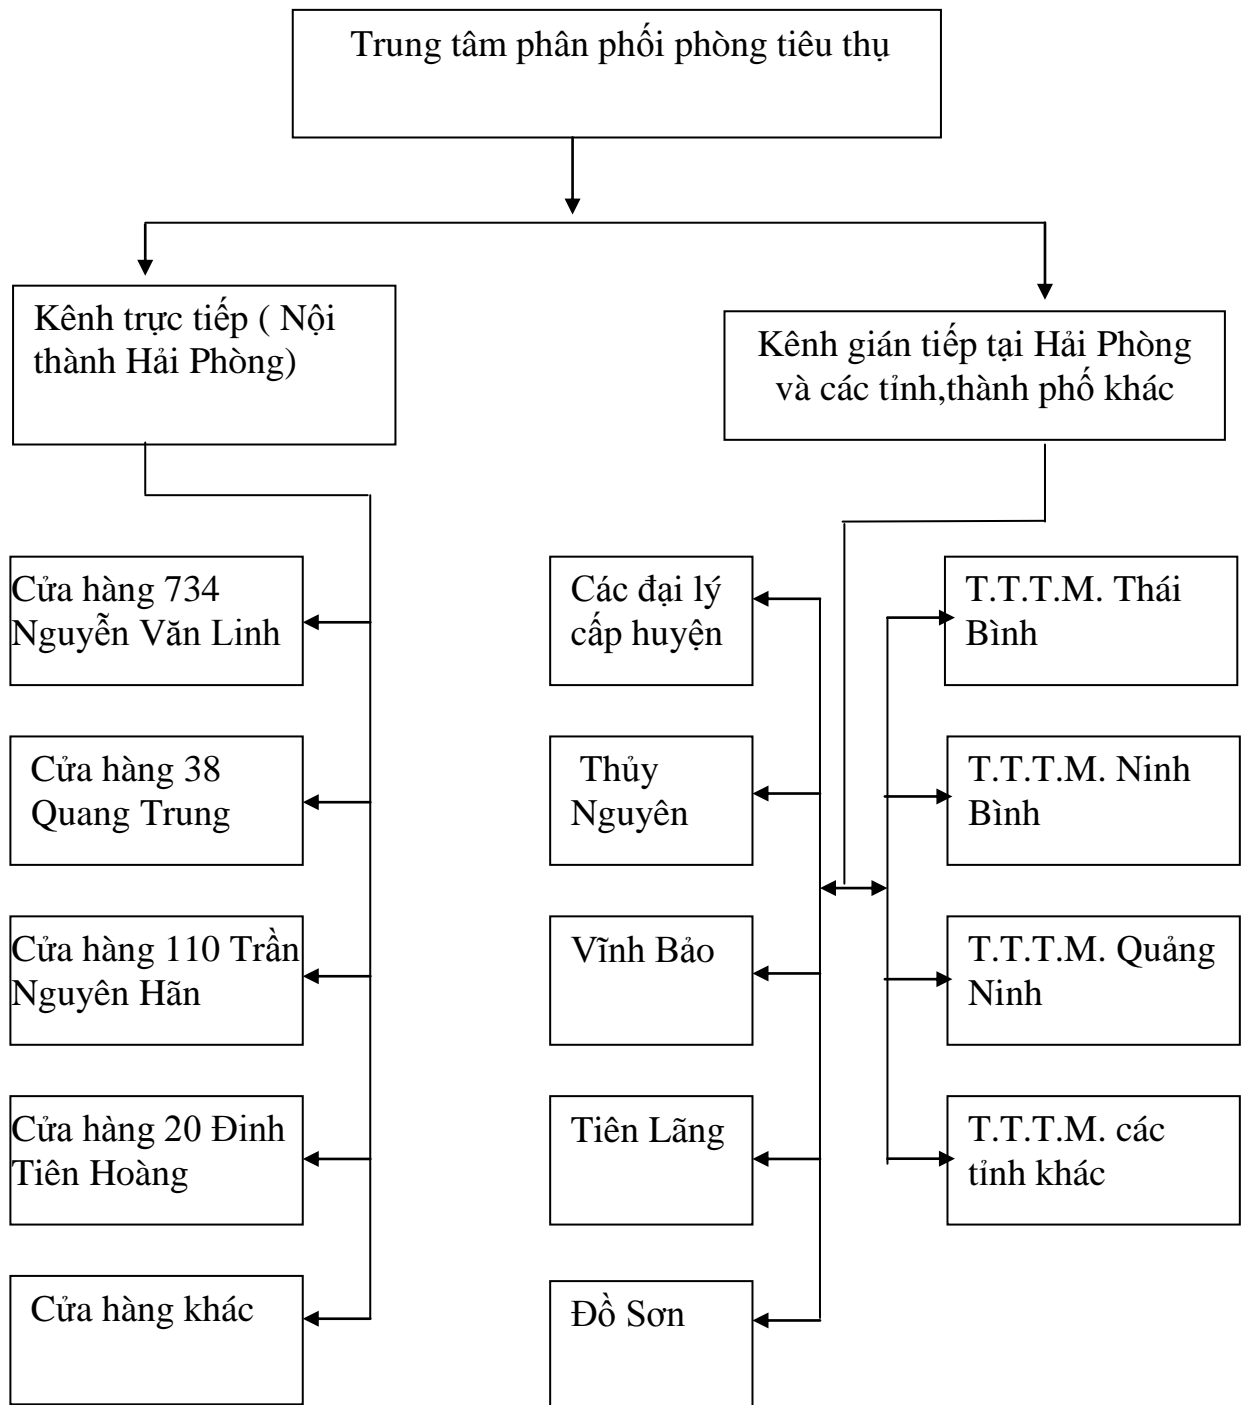 Trung tâm phân phối phòng tiêu thụ
Kênh trực tiếp ( Nội
thành Hải Phòng)
Kênh gián tiếp tại Hải Phòng
và các tỉnh,thành phố khác
Cửa hàng 734
Nguyễn Văn Linh
Cửa hàng 38
Quang Trung
Cửa hàng 110 Trần
Nguyên Hãn
Cửa hàng 20 Đinh
Tiên Hoàng
Cửa hàng khác
Các đại lý
cấp huyện
Thủy
Nguyên
Vĩnh Bảo
Tiên Lãng
Đồ Sơn
T.T.T.M. Thái
Bình
T.T.T.M. Ninh
Bình
T.T.T.M. Quảng
Ninh
T.T.T.M. các
tỉnh khác